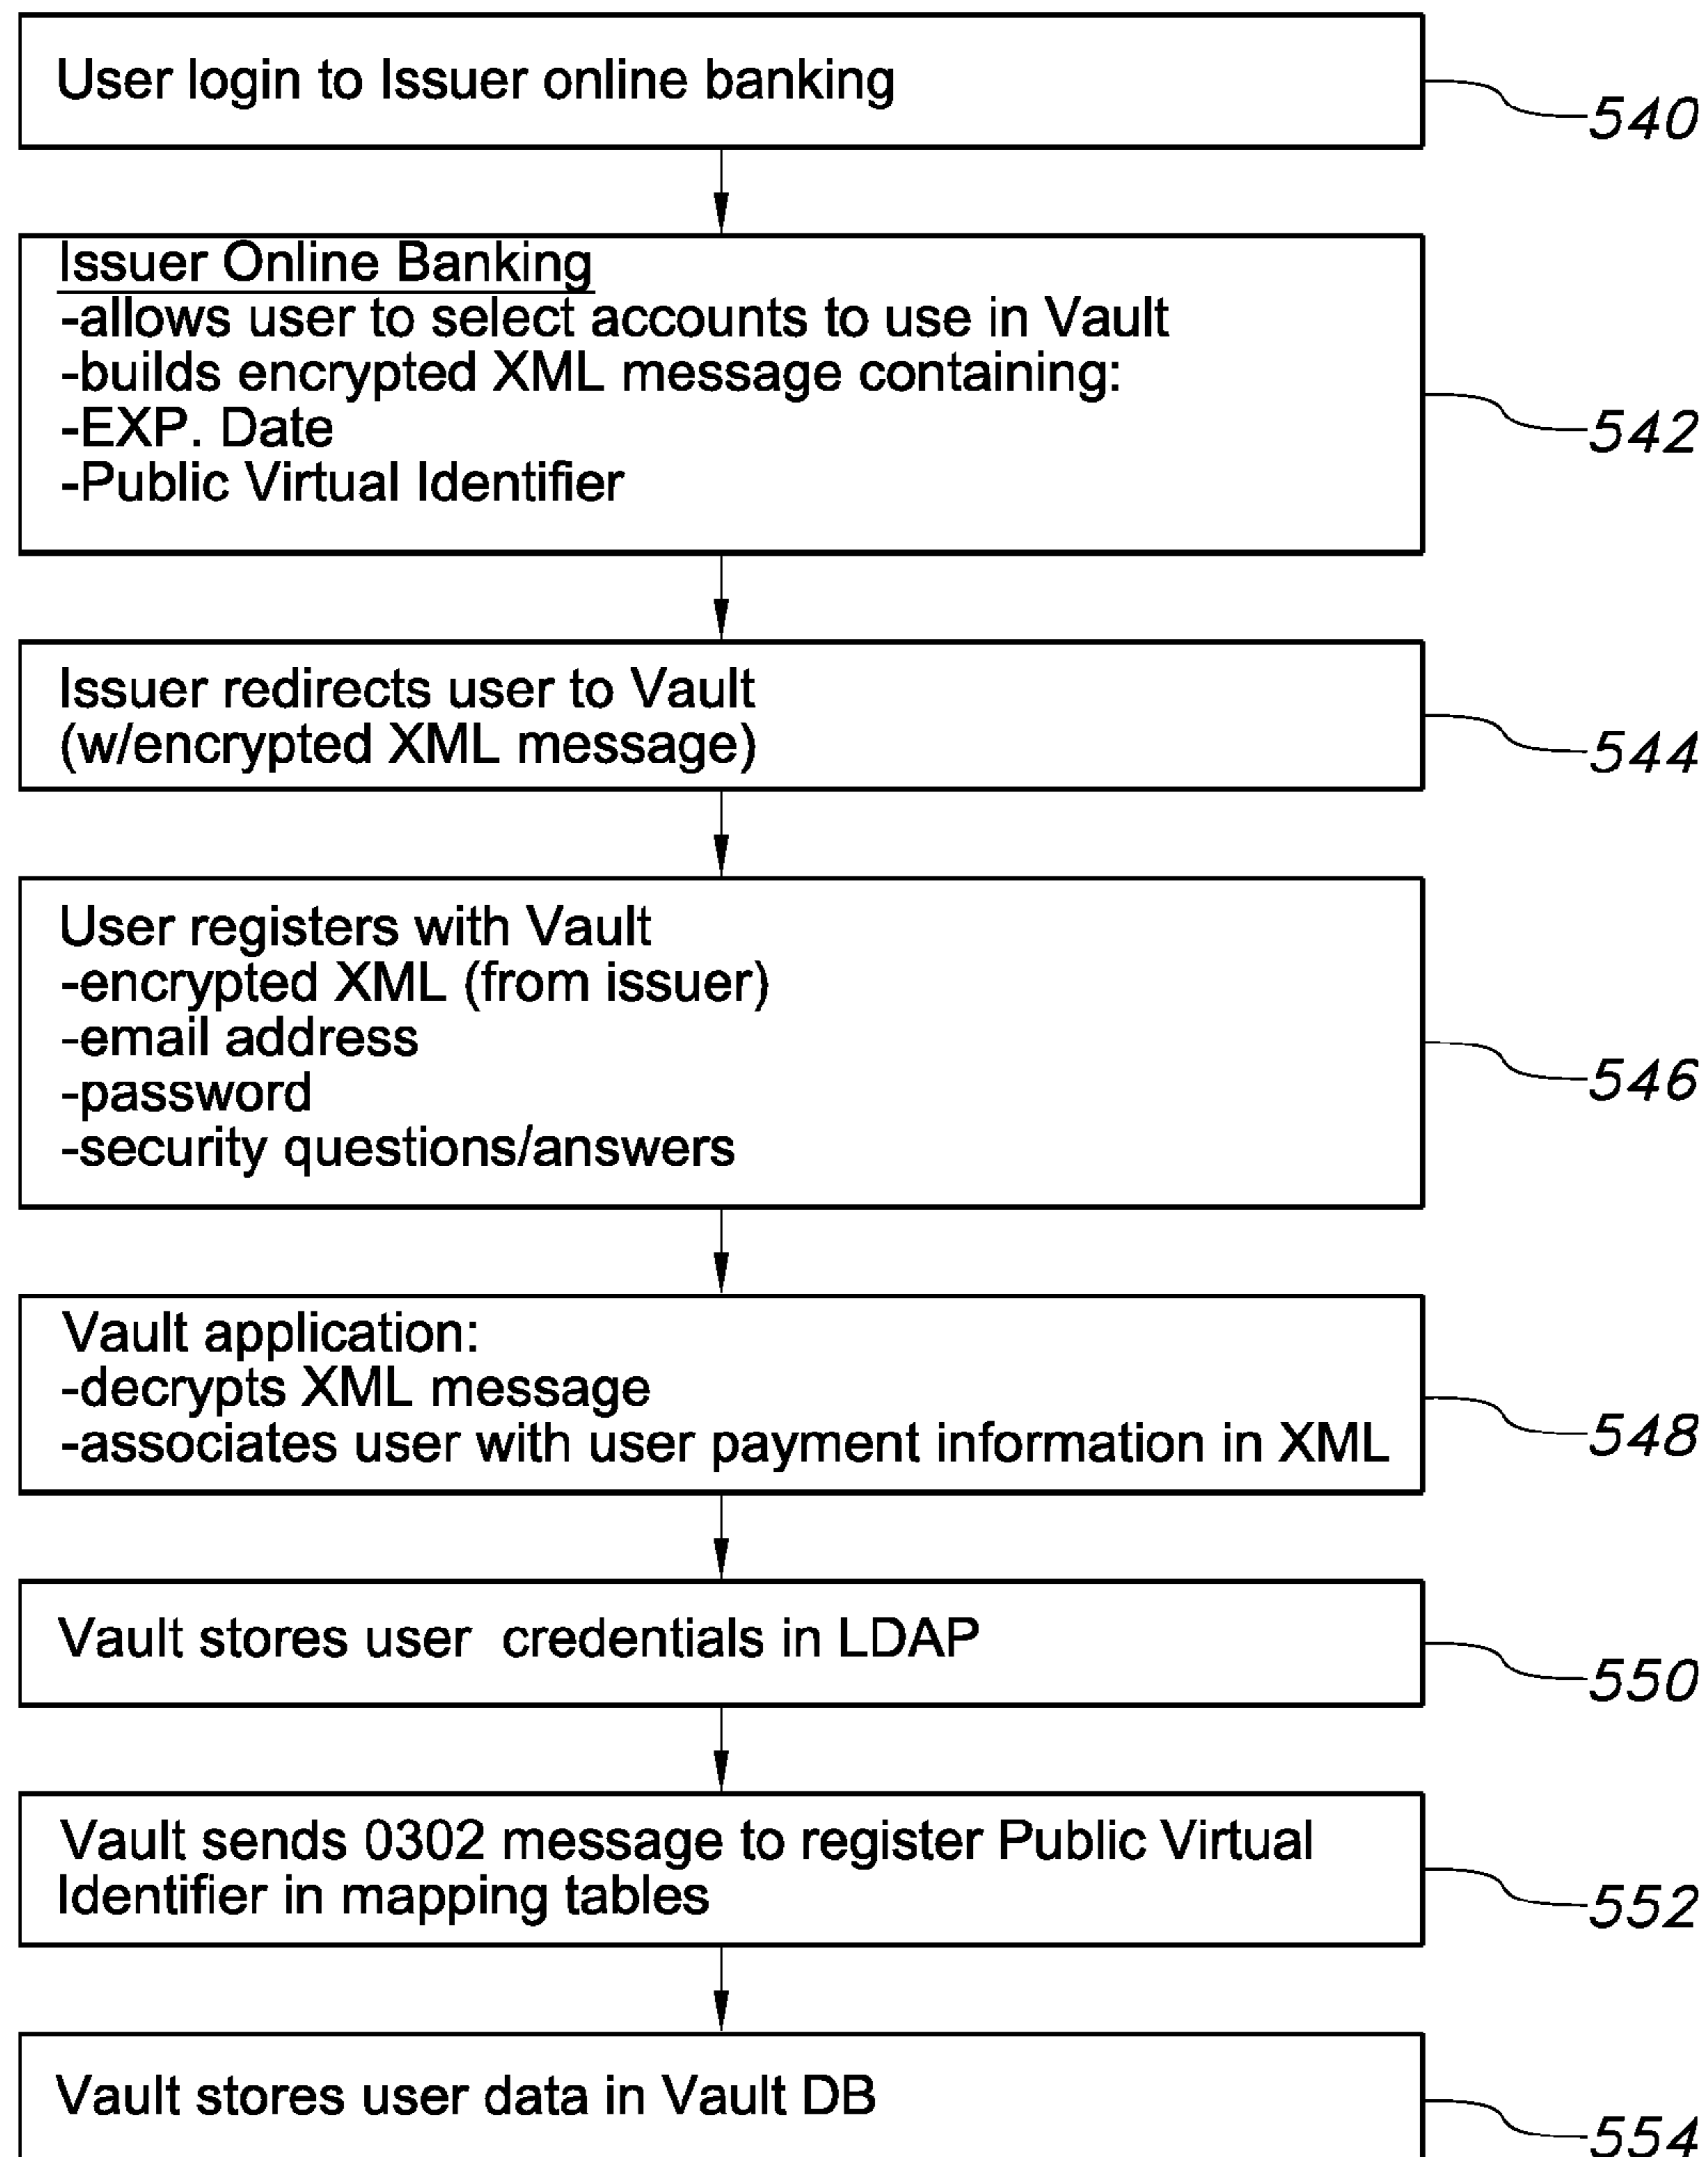 User login to Issuer online banking
540
Issuer Online Banking
-allows user to select accounts to use in Vault
-builds encrypted XML message containing:
-EXP. Date
-Public Virtual Identifier
542
Issuer redirects user to Vault
(w/encrypted XML message)
544
User registers with Vault
-encrypted XML (from issuer)
-email address
-password
-security questions/answers
546
Vault application:
-decrypts XML message
-associates user with user payment information in XML
548
Vault stores user credentials in LDAP
550
Vault sends 0302 message to register Public Virtual
Identifier in mapping tables
552
Vault stores user data in Vault DB
554